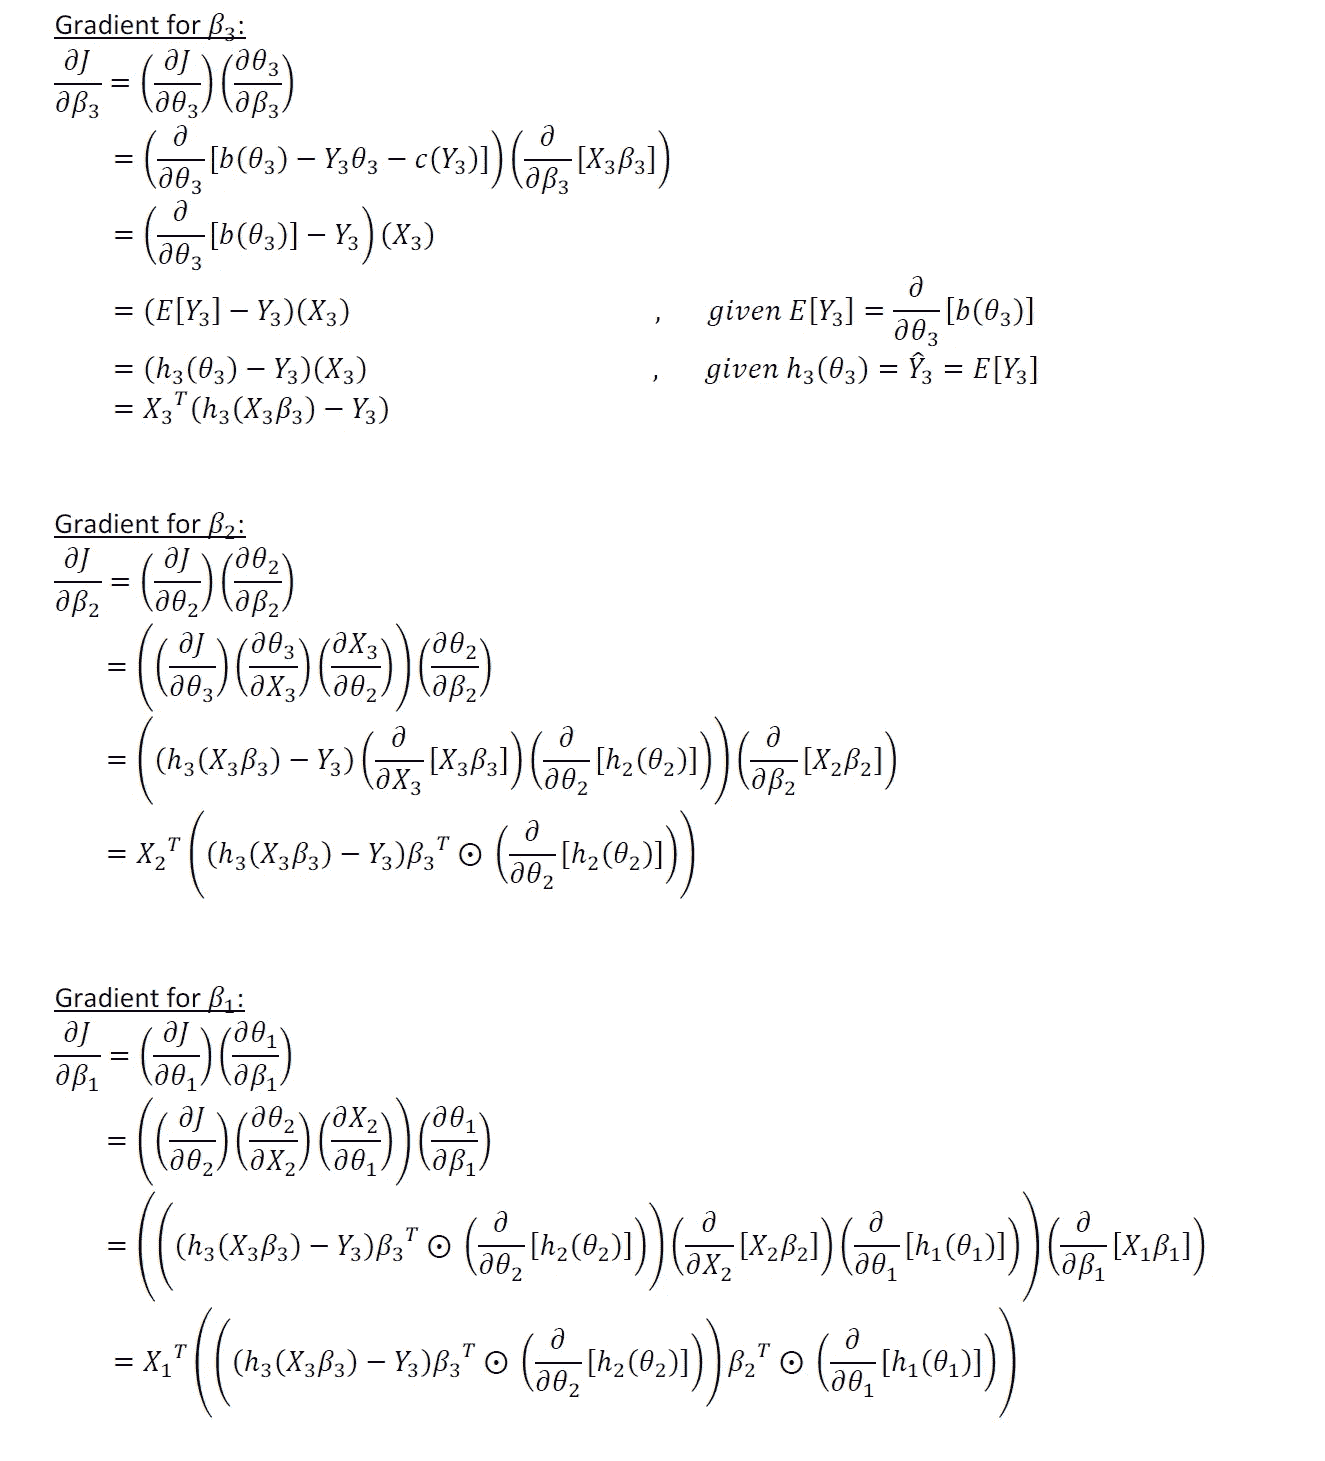 Gradient for β₃:
∂J/∂β₃ = (∂J/∂θ₃)(∂θ₃/∂β₃)
= (∂/∂θ₃[b(θ₃) − Y₃θ₃ − c(Y₃)])(∂/∂β₃[X₃β₃])
= (∂/∂θ₃[b(θ₃)] − Y₃)(X₃)
= (E[Y₃] − Y₃)(X₃) , given E[Y₃] = ∂/∂θ₃[b(θ₃)]
= (h₃(θ₃) − Y₃)(X₃) , given h₃(θ₃) = Ŷ₃ = E[Y₃]
= X₃ᵀ(h₃(X₃β₃) − Y₃)
Gradient for β₂:
∂J/∂β₂ = (∂J/∂θ₂)(∂θ₂/∂β₂)
= ((∂J/∂θ₃)(∂θ₃/∂X₃)(∂X₃/∂θ₂))(∂θ₂/∂β₂)
= ((h₃(X₃β₃) − Y₃)(∂/∂X₃[X₃β₃])(∂/∂θ₂[h₂(θ₂)]))(∂/∂β₂[X₂β₂])
= X₂ᵀ((h₃(X₃β₃) − Y₃)β₃ᵀ ⊙ (∂/∂θ₂[h₂(θ₂)]))
Gradient for β₁:
∂J/∂β₁ = (∂J/∂θ₁)(∂θ₁/∂β₁)
= ((∂J/∂θ₂)(∂θ₂/∂X₂)(∂X₂/∂θ₁))(∂θ₁/∂β₁)
= (((h₃(X₃β₃) − Y₃)β₃ᵀ ⊙ (∂/∂θ₂[h₂(θ₂)]))(∂/∂X₂[X₂β₂])(∂/∂θ₁[h₁(θ₁)]))(∂/∂β₁[X₁β₁])
= X₁ᵀ(((h₃(X₃β₃) − Y₃)β₃ᵀ ⊙ (∂/∂θ₂[h₂(θ₂)]))β₂ᵀ ⊙ (∂/∂θ₁[h₁(θ₁)]))